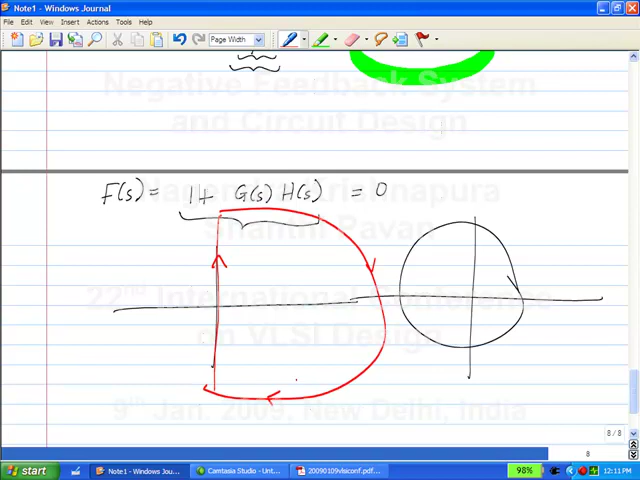 Note1 - Windows Journal
File Edit View Insert Actions Tools Help
Page Width
Negative Feedback System
and Circuit Design
F(s) = 1+ G(s) H(s) = 0
Nagendra Krishnapura
Shanthi Pavan
22nd International Conference
on VLSI Design
9th Jan. 2009, New Delhi, India
8/8
8
start
Note1 - Windows Jou...
Camtasia Studio - Unt...
20090109vlsiconf.pdf...
98%
12:11 PM